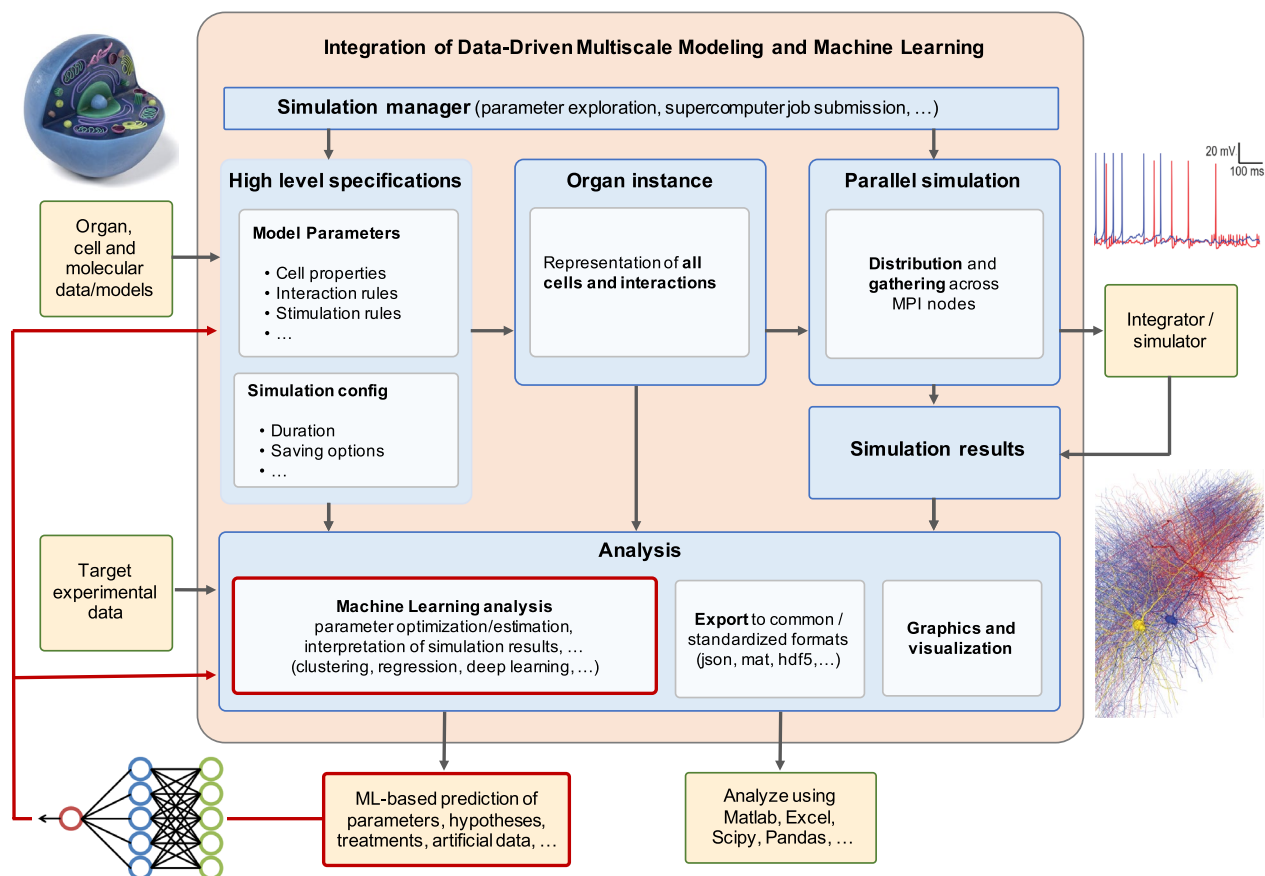 Integration of Data-Driven Multiscale Modeling and Machine Learning
Simulation manager (parameter exploration, supercomputer job submission, …)
High level specifications
Model Parameters
• Cell properties
• Interaction rules
• Stimulation rules
• …
Simulation config
• Duration
• Saving options
• …
Organ instance
Representation of all
cells and interactions
Parallel simulation
Distribution and
gathering across
MPI nodes
20 mV
100 ms
Organ,
cell and
molecular
data/models
Integrator /
simulator
Simulation results
Target
experimental
data
Analysis
Machine Learning analysis
parameter optimization/estimation,
interpretation of simulation results, …
(clustering, regression, deep learning, …)
Export to common /
standardized formats
(json, mat, hdf5,…)
Graphics and
visualization
ML-based prediction of
parameters, hypotheses,
treatments, artificial data, …
Analyze using
Matlab, Excel,
Scipy, Pandas, …